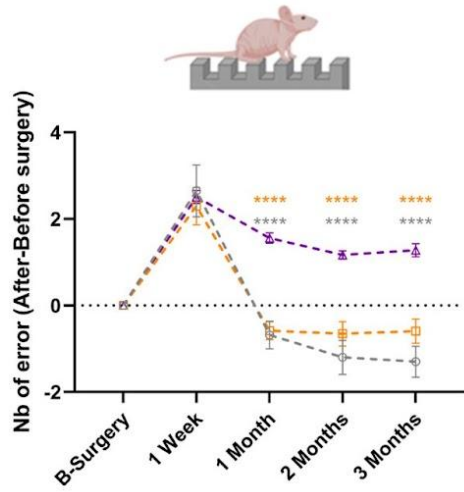 4
**** **** ****
2
**** **** ****
0
-2
Nb of error (After-Before surgery)
B-Surgery
1 Week
1 Month
2 Months
3 Months